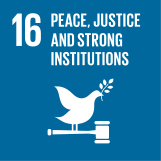 16 PEACE, JUSTICE
AND STRONG
INSTITUTIONS